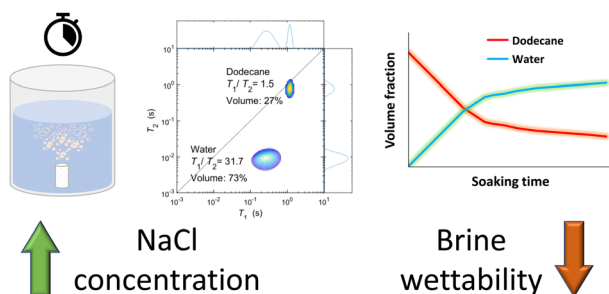 10¹
10⁰
10⁻¹
10⁻²
10⁻³
T₂ (s)
Dodecane
T₁/ T₂= 1.5
Volume: 27%
Water
T₁/ T₂ = 31.7
Volume: 73%
10⁻³ 10⁻² 10⁻¹ 10⁰ 10¹ 5 10
T₁ (s)
Dodecane
Water
Volume fraction
Soaking time
NaCl
concentration
Brine
wettability